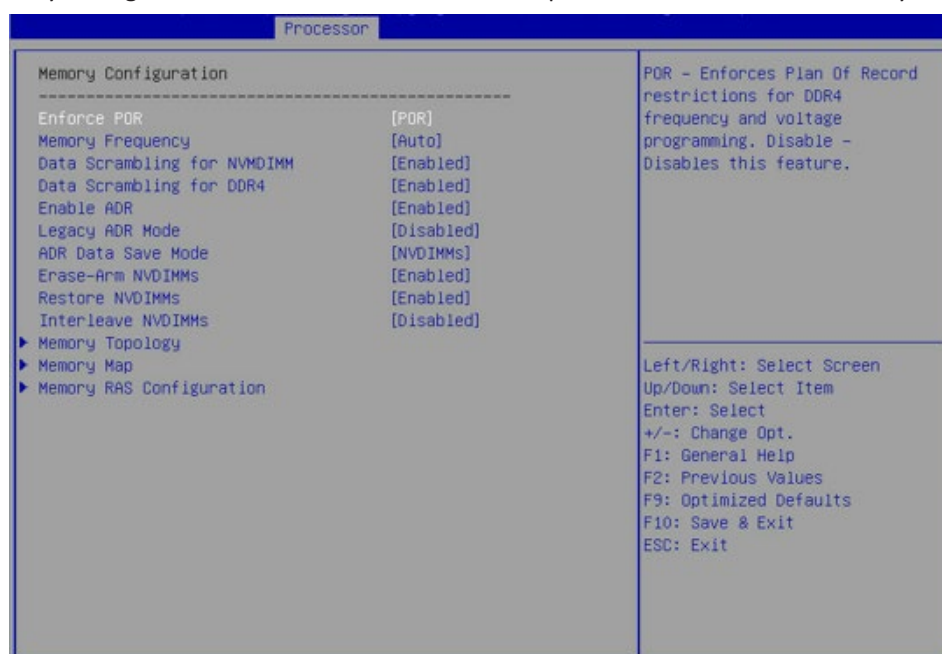 Processor
Memory Configuration
--------------------------------------------------
Enforce POR [POR]
Memory Frequency [Auto]
Data Scrambling for NVMDIMM [Enabled]
Data Scrambling for DDR4 [Enabled]
Enable ADR [Enabled]
Legacy ADR Mode [Disabled]
ADR Data Save Mode [NVDIMMs]
Erase-Arm NVDIMMs [Enabled]
Restore NVDIMMs [Enabled]
Interleave NVDIMMs [Disabled]
Memory Topology
Memory Map
Memory RAS Configuration
POR - Enforces Plan Of Record
restrictions for DDR4
frequency and voltage
programming. Disable -
Disables this feature.
Left/Right: Select Screen
Up/Down: Select Item
Enter: Select
+/-: Change Opt.
F1: General Help
F2: Previous Values
F9: Optimized Defaults
F10: Save & Exit
ESC: Exit